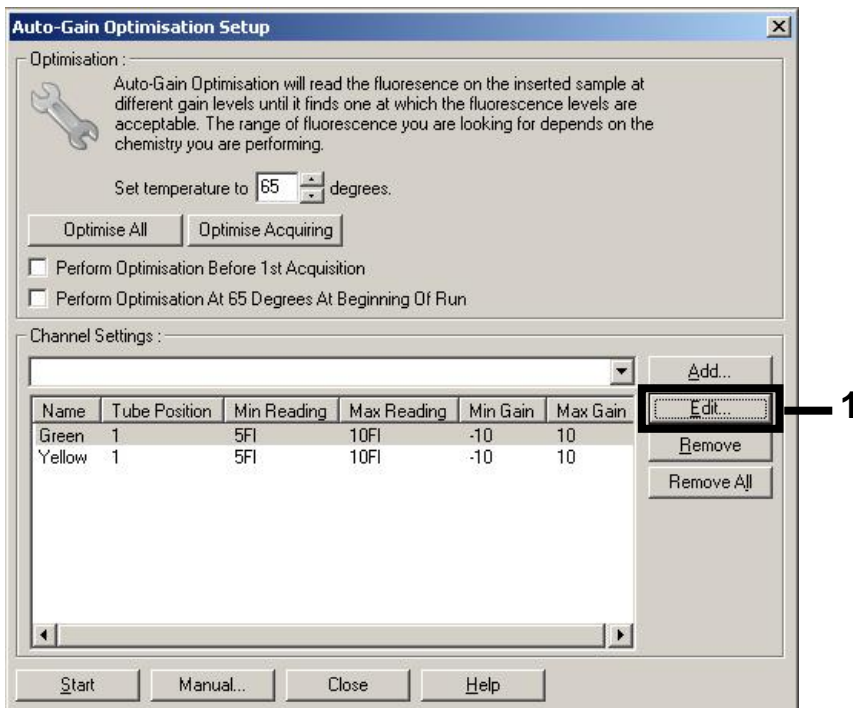 Auto-Gain Optimisation Setup
Optimisation :
Auto-Gain Optimisation will read the fluoresence on the inserted sample at
different gain levels until it finds one at which the fluorescence levels are
acceptable. The range of fluorescence you are looking for depends on the
chemistry you are performing.
Set temperature to 65 degrees.
Optimise All Optimise Acquiring
Perform Optimisation Before 1st Acquisition
Perform Optimisation At 65 Degrees At Beginning Of Run
Channel Settings :
Add...
Name Tube Position Min Reading Max Reading Min Gain Max Gain Edit... 1
Green 1 5Fl 10Fl -10 10
Remove
Yellow 1 5Fl 10Fl -10 10
Remove All
Start Manual... Close Help